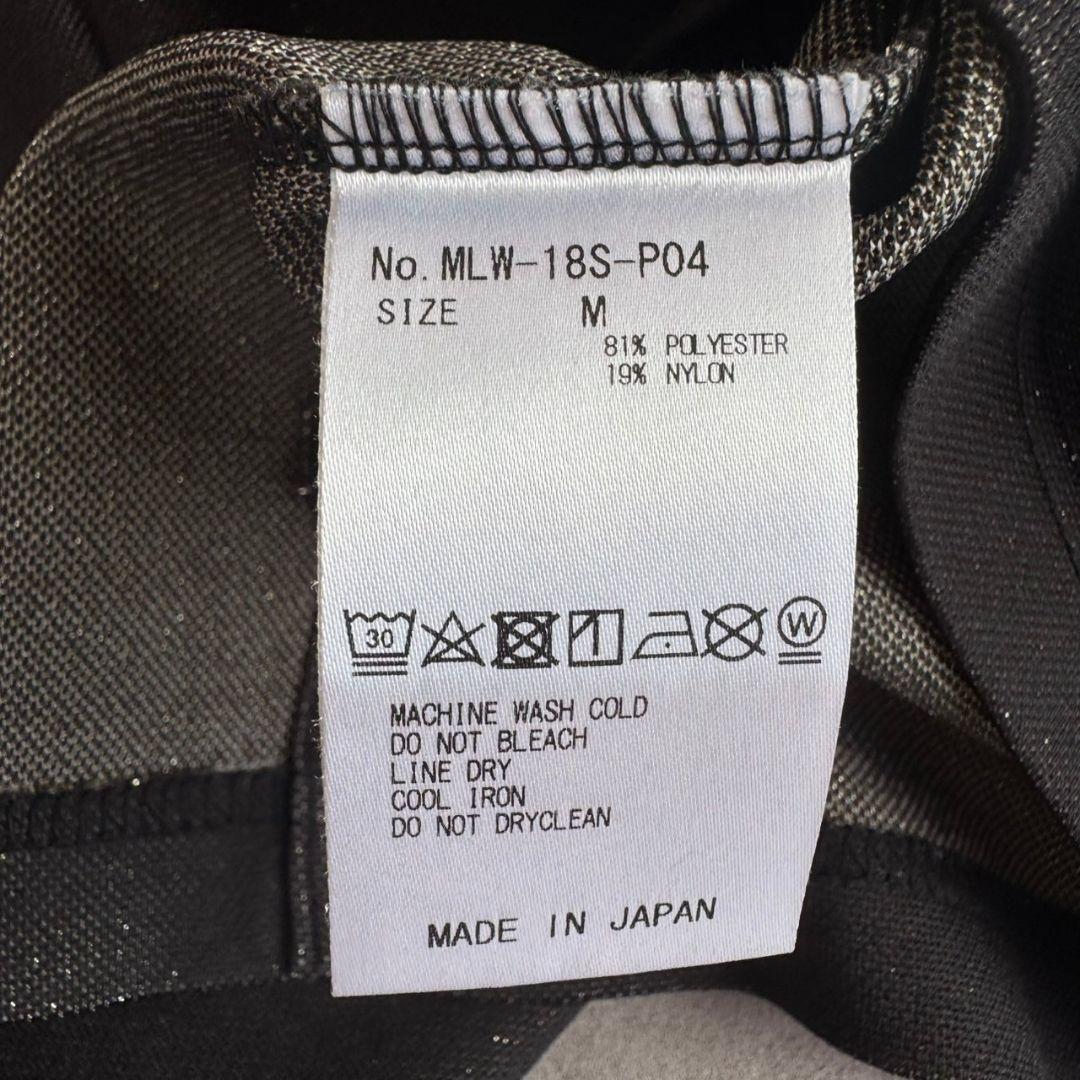 No. MLW-18S-P04
SIZE M
81% POLYESTER
19% NYLON
30 W
MACHINE WASH COLD
DO NOT BLEACH
LINE DRY
COOL IRON
DO NOT DRYCLEAN
MADE IN JAPAN